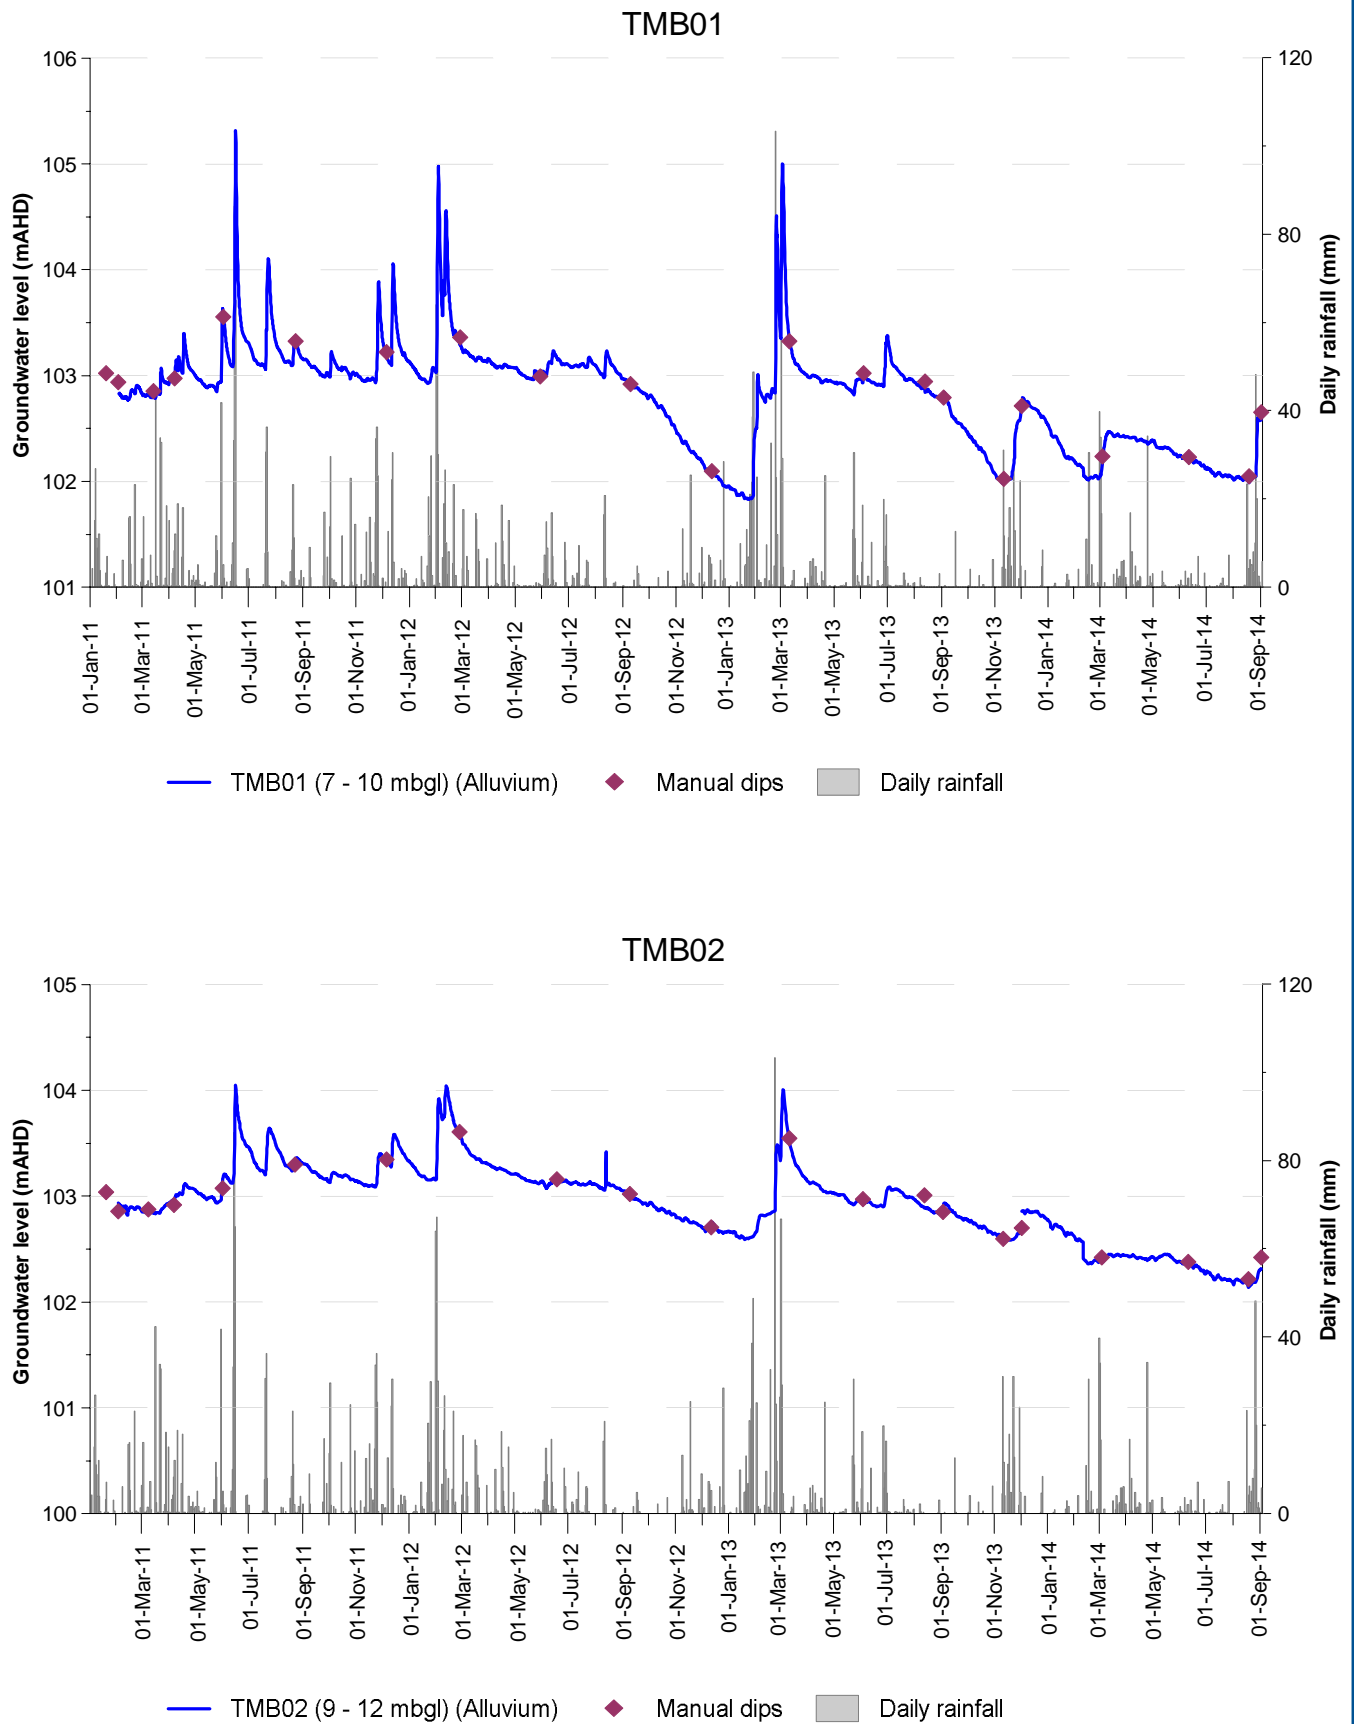 TMB01
106
105
104
103
102
101
Groundwater level (mAHD)
120
80
40
0
Daily rainfall (mm)
01-Jan-11
01-Mar-11
01-May-11
01-Jul-11
01-Sep-11
01-Nov-11
01-Jan-12
01-Mar-12
01-May-12
01-Jul-12
01-Sep-12
01-Nov-12
01-Jan-13
01-Mar-13
01-May-13
01-Jul-13
01-Sep-13
01-Nov-13
01-Jan-14
01-Mar-14
01-May-14
01-Jul-14
01-Sep-14
TMB01 (7 - 10 mbgl) (Alluvium) Manual dips Daily rainfall
TMB02
105
104
103
102
101
100
Groundwater level (mAHD)
120
80
40
0
Daily rainfall (mm)
01-Mar-11
01-May-11
01-Jul-11
01-Sep-11
01-Nov-11
01-Jan-12
01-Mar-12
01-May-12
01-Jul-12
01-Sep-12
01-Nov-12
01-Jan-13
01-Mar-13
01-May-13
01-Jul-13
01-Sep-13
01-Nov-13
01-Jan-14
01-Mar-14
01-May-14
01-Jul-14
01-Sep-14
TMB02 (9 - 12 mbgl) (Alluvium) Manual dips Daily rainfall